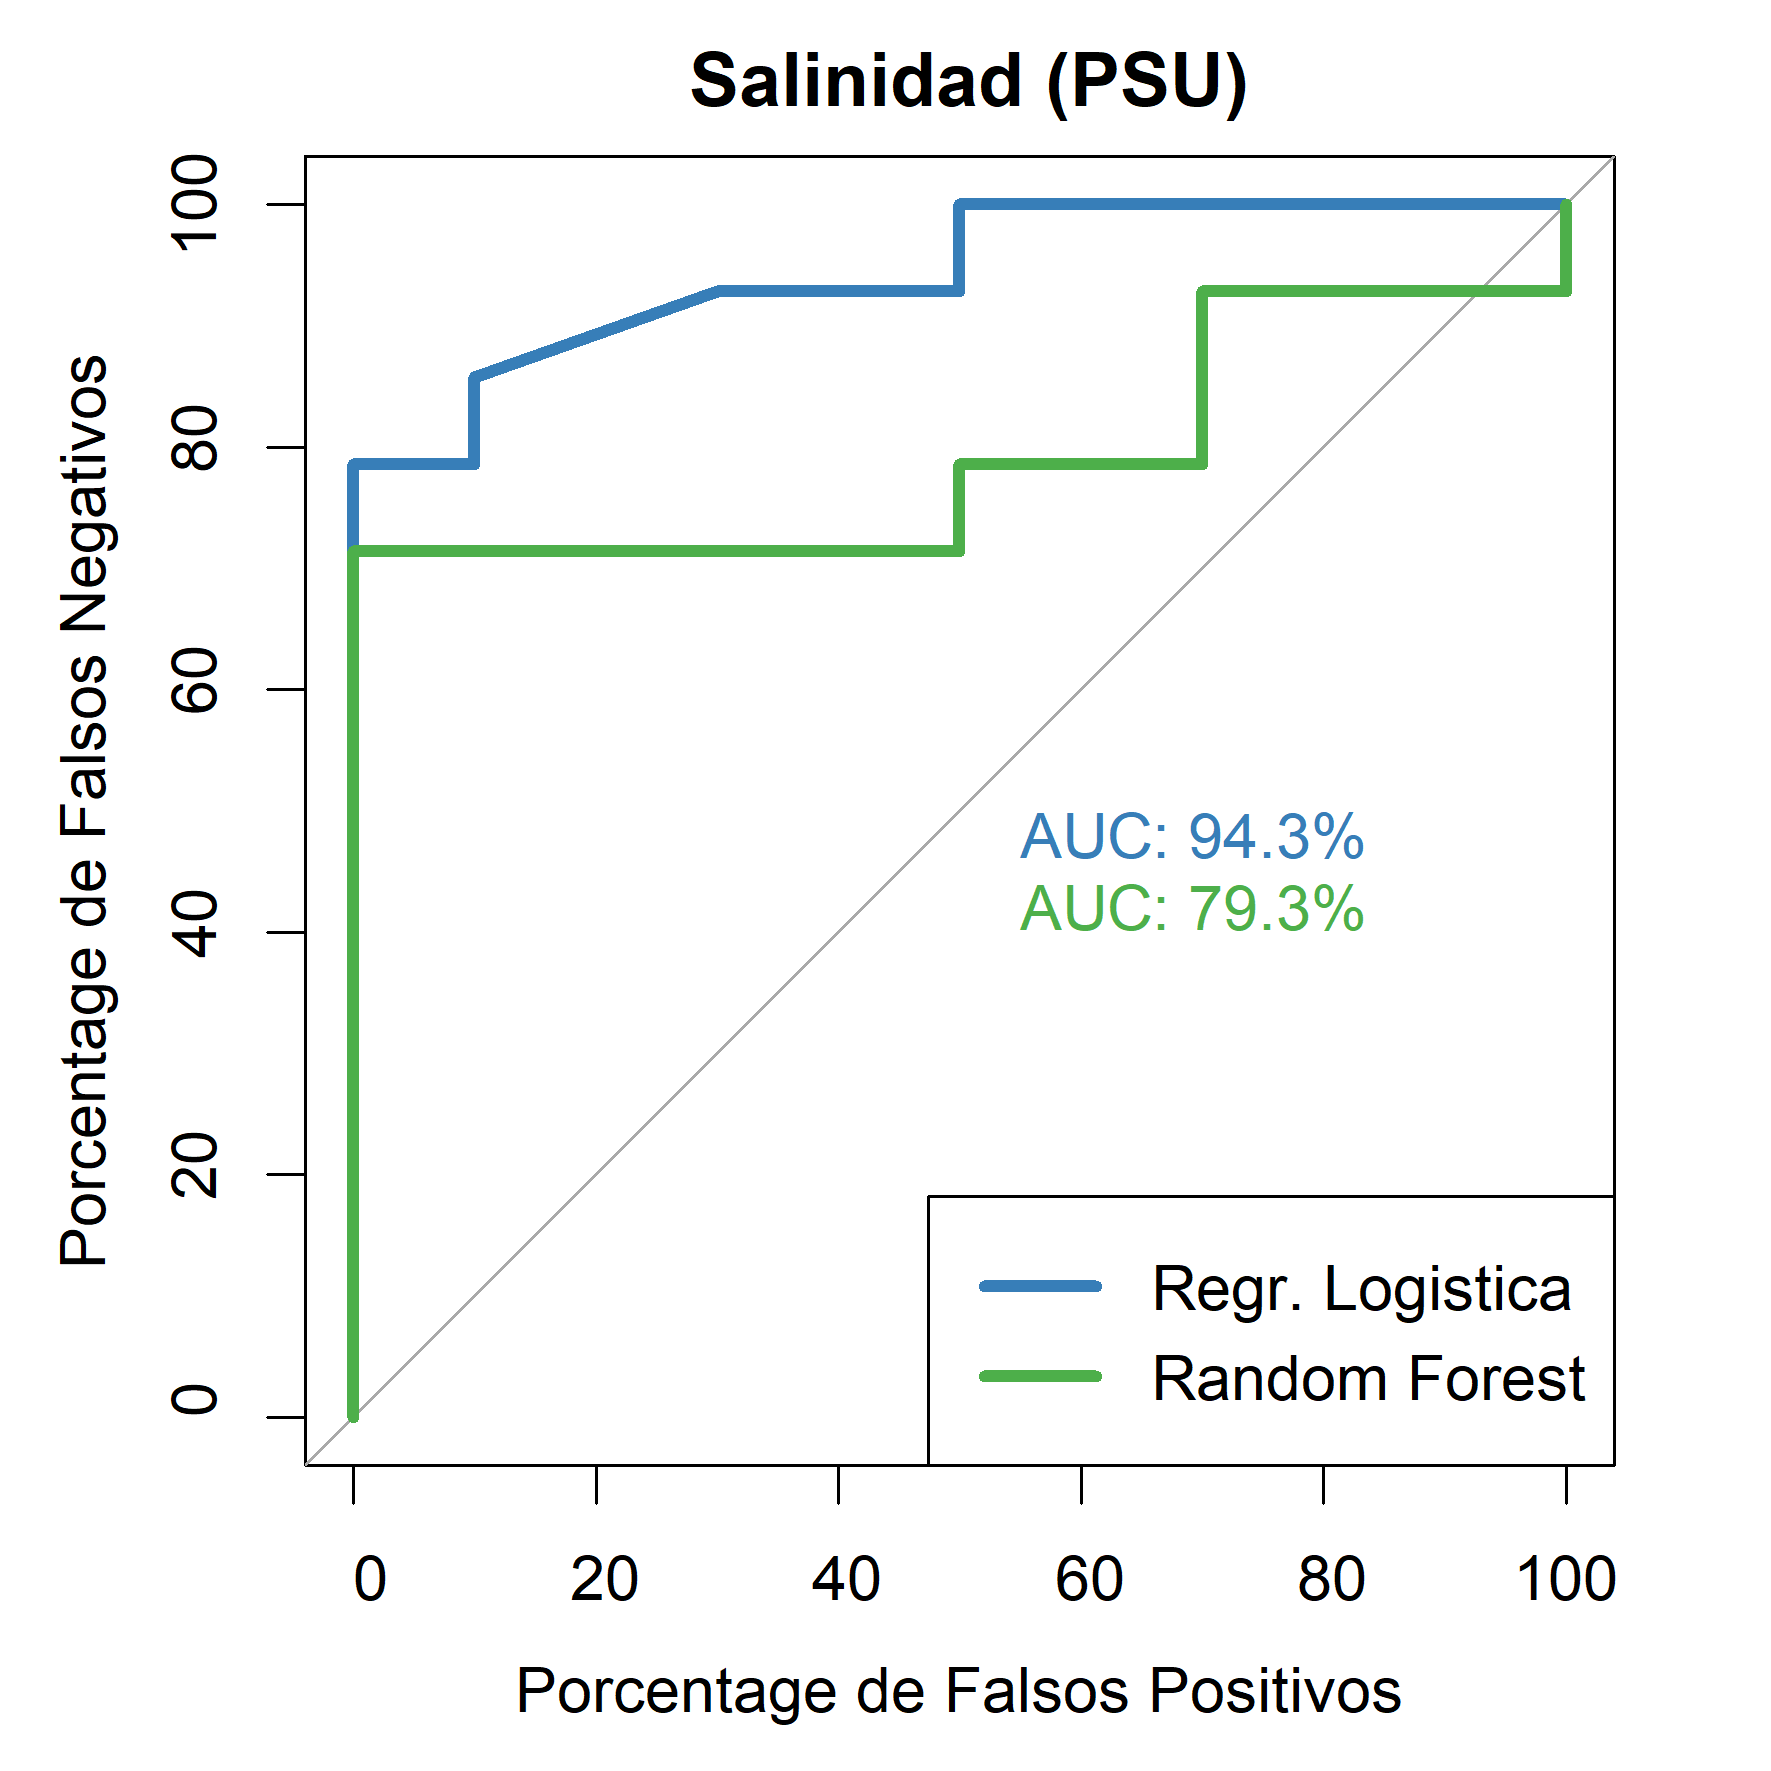 Salinidad (PSU)
Porcentage de Falsos Negativos
100
80
60
40
20
0
AUC: 94.3%
AUC: 79.3%
Regr. Logistica
Random Forest
0 20 40 60 80 100
Porcentage de Falsos Positivos